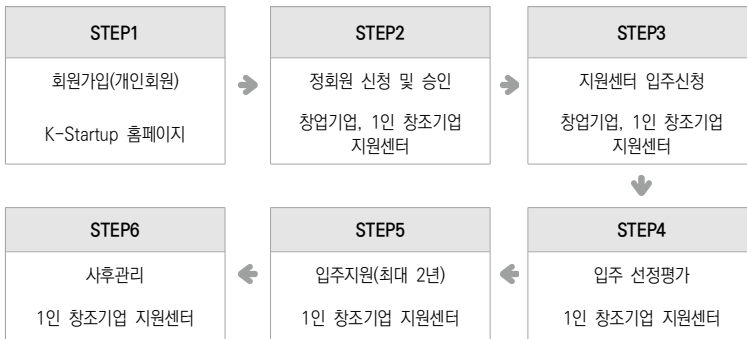 STEP1
회원가입(개인회원)
K-Startup 홈페이지
STEP2
정회원 신청 및 승인
창업기업, 1인 창조기업
지원센터
STEP3
지원센터 입주신청
창업기업, 1인 창조기업
지원센터
STEP4
입주 선정평가
1인 창조기업 지원센터
STEP5
입주지원(최대 2년)
1인 창조기업 지원센터
STEP6
사후관리
1인 창조기업 지원센터